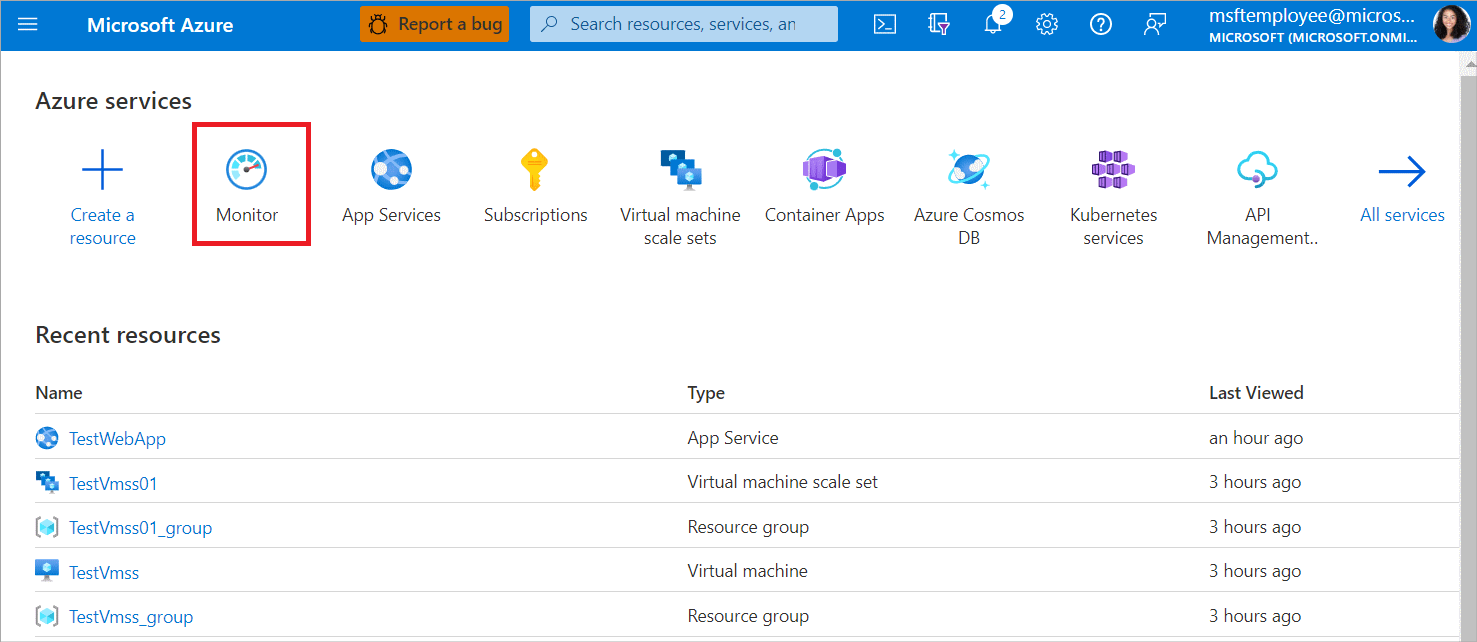 Microsoft Azure Report a bug Search resources, services, an 2 msftemployee@micros...
MICROSOFT (MICROSOFT.ONMI...
Azure services
Create a resource
Monitor
App Services
Subscriptions
Virtual machine scale sets
Container Apps
Azure Cosmos DB
Kubernetes services
API Management..
All services
Recent resources
Name Type Last Viewed
TestWebApp App Service an hour ago
TestVmss01 Virtual machine scale set 3 hours ago
TestVmss01_group Resource group 3 hours ago
TestVmss Virtual machine 3 hours ago
TestVmss_group Resource group 3 hours ago